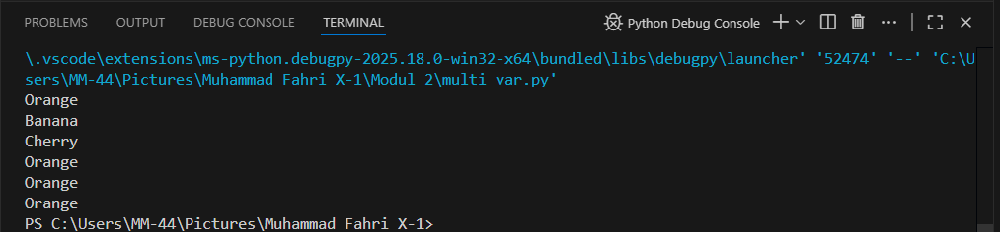 PROBLEMS OUTPUT DEBUG CONSOLE TERMINAL Python Debug Console
\.vscode\extensions\ms-python.debugpy-2025.18.0-win32-x64\bundled\libs\debugpy\launcher' '52474' '--' 'C:\U
sers\MM-44\Pictures\Muhammad Fahri X-1\Modul 2\multi_var.py'
Orange
Banana
Cherry
Orange
Orange
Orange
PS C:\Users\MM-44\Pictures\Muhammad Fahri X-1>